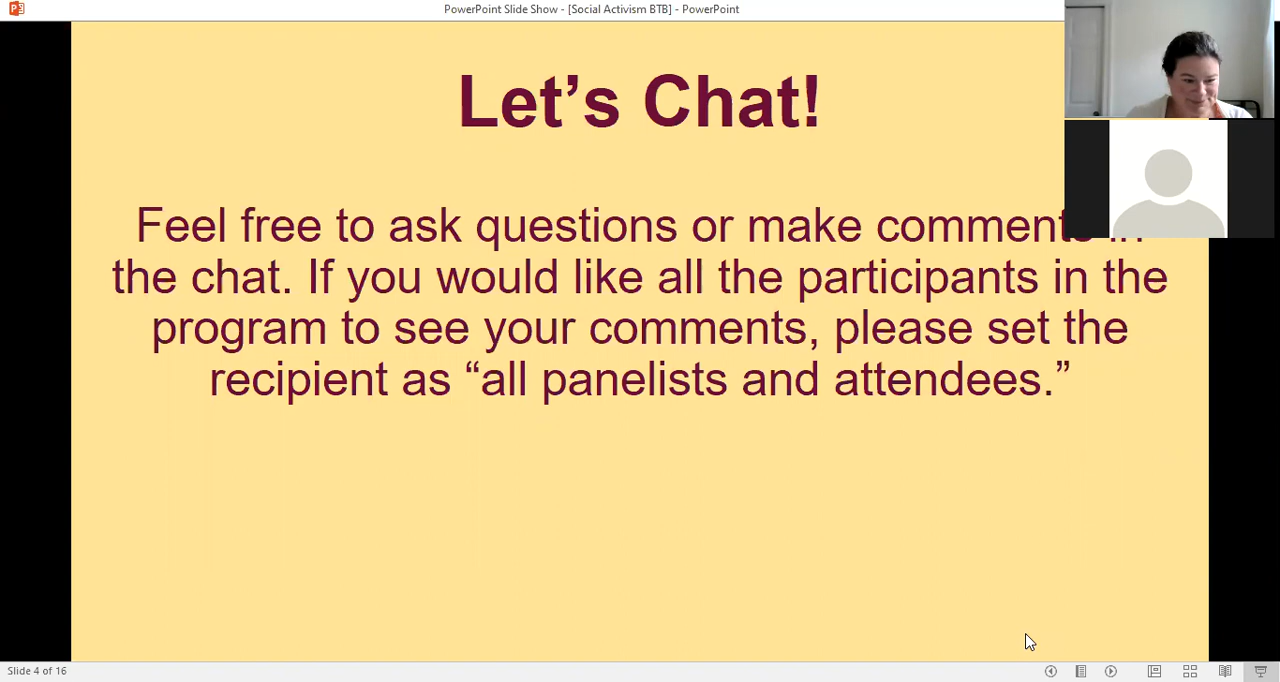 PowerPoint Slide Show - [Social Activism BTB] - PowerPoint
Let’s Chat!
Feel free to ask questions or make comments in
the chat. If you would like all the participants in the
program to see your comments, please set the
recipient as “all panelists and attendees.”
Slide 4 of 16